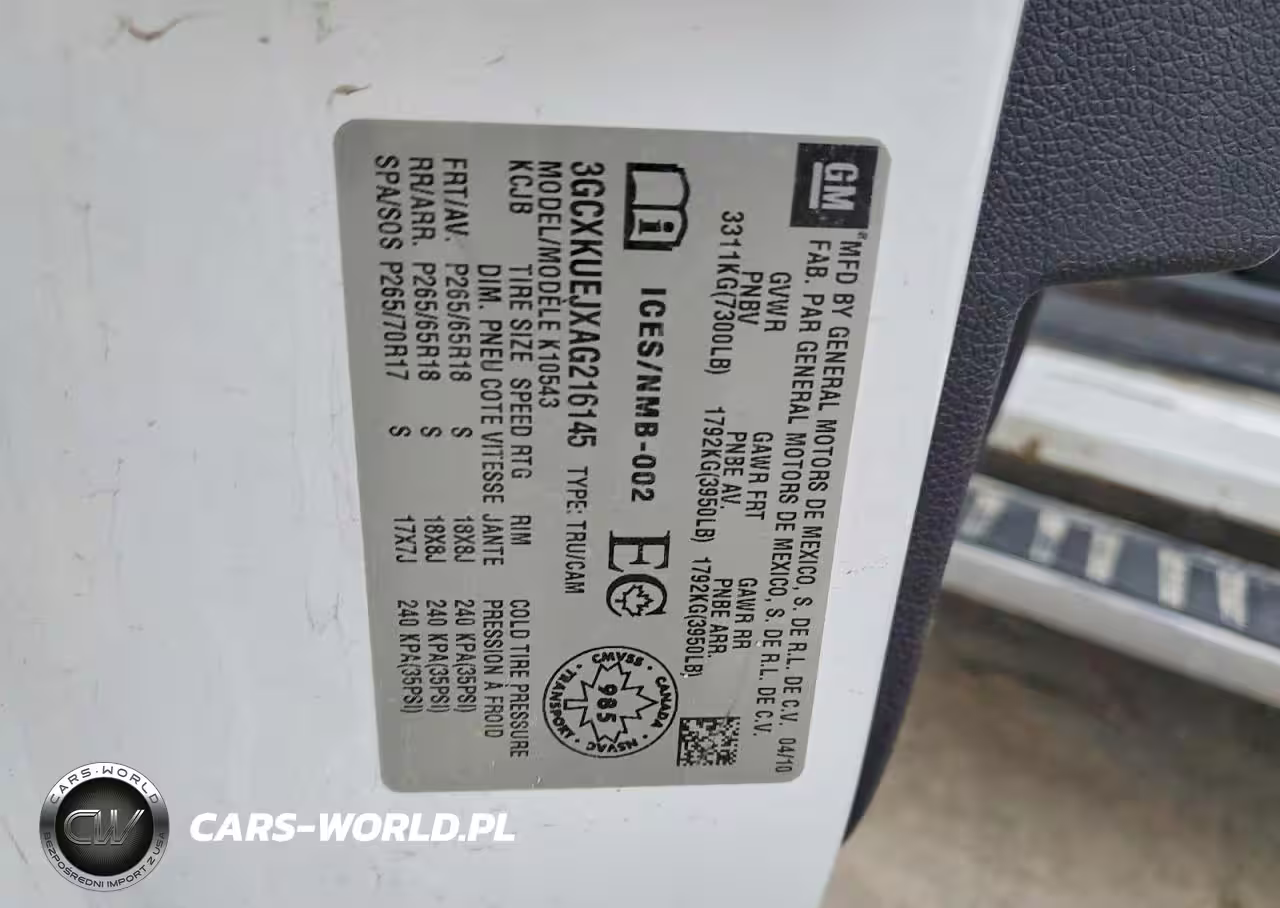 GM
MFD BY GENERAL MOTORS DE MEXICO, S. DE R.L. DE C.V. 04/10
FAB. PAR GENERAL MOTORS DE MEXICO, S. DE R.L. DE C.V.
GVWR GAWR FRT GAWR RR
PNBV PNBE AV. PNBE ARR.
3311KG(7300LB) 1792KG(3950LB) 1792KG(3950LB)
i ICES/NMB-002 EC
CMVSS · CANADA · NSVAC · TRANSPORT ·
985
3GCXKUEJXAG216145 TYPE: TRU/CAM
MODEL/MODELE K10543
KCJB TIRE SIZE SPEED RTG RIM COLD TIRE PRESSURE
DIM. PNEU COTE VITESSE JANTE PRESSION À FROID
FRT/AV. P265/65R18 S 18X8J 240 KPA(35PSI)
RR/ARR. P265/65R18 S 18X8J 240 KPA(35PSI)
SPA/SOS P265/70R17 S 17X7J 240 KPA(35PSI)
CARS-WORLD
CW
BEZPOŚREDNI IMPORT Z USA
CARS-WORLD.PL